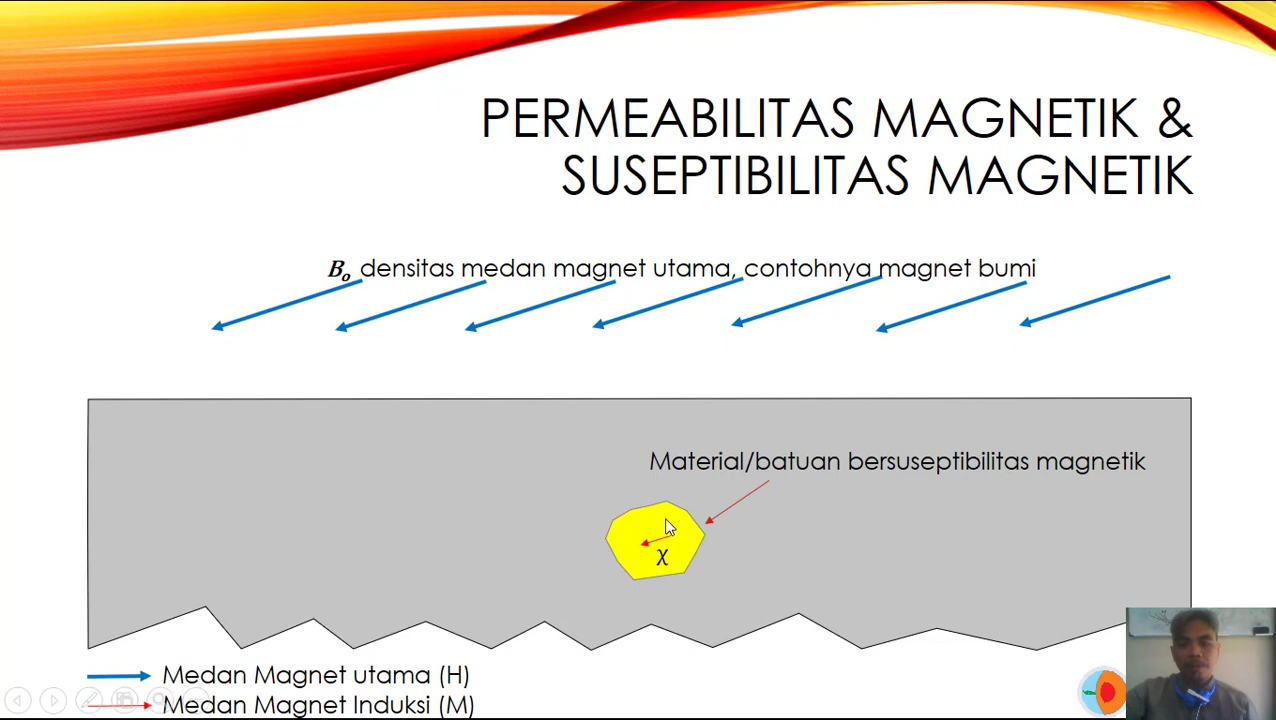 PERMEABILITAS MAGNETIK &
SUSEPTIBILITAS MAGNETIK
Bₒ densitas medan magnet utama, contohnya magnet bumi
Material/batuan bersuseptibilitas magnetik
χ
Medan Magnet utama (H)
Medan Magnet Induksi (M)